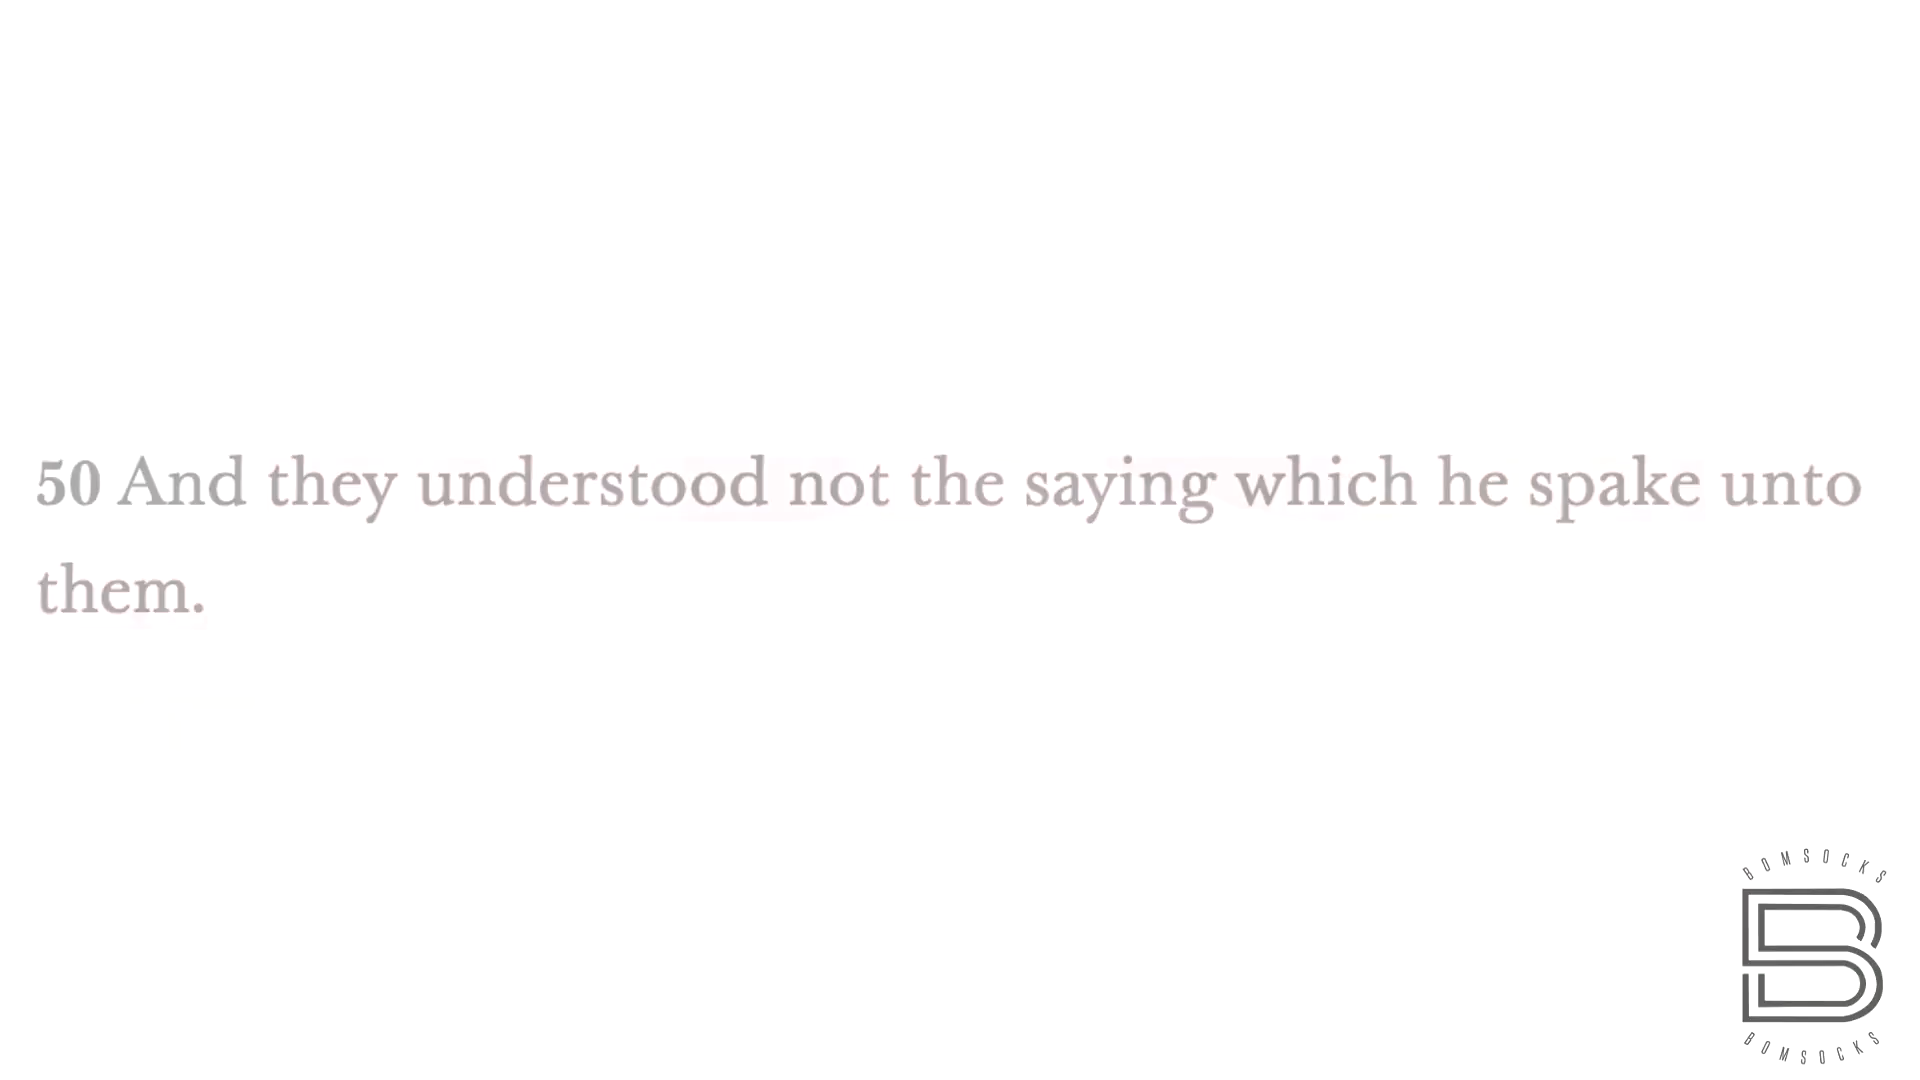 50 And they understood not the saying which he spake unto
them.
BOMSOCKS
B
BOMSOCKS